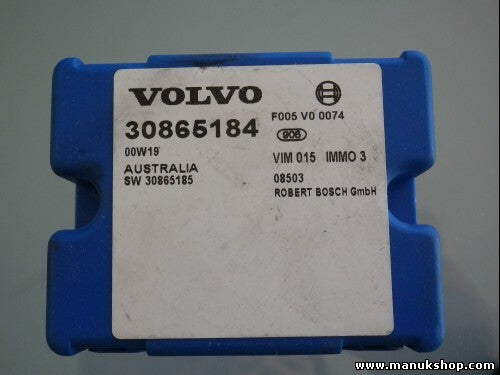 VOLVO
30865184
00W19
AUSTRALIA
SW 30865185
F005 V0 0074
908
VIM 015 IMMO 3
08503
ROBERT BOSCH GmbH
www.manukshop.com